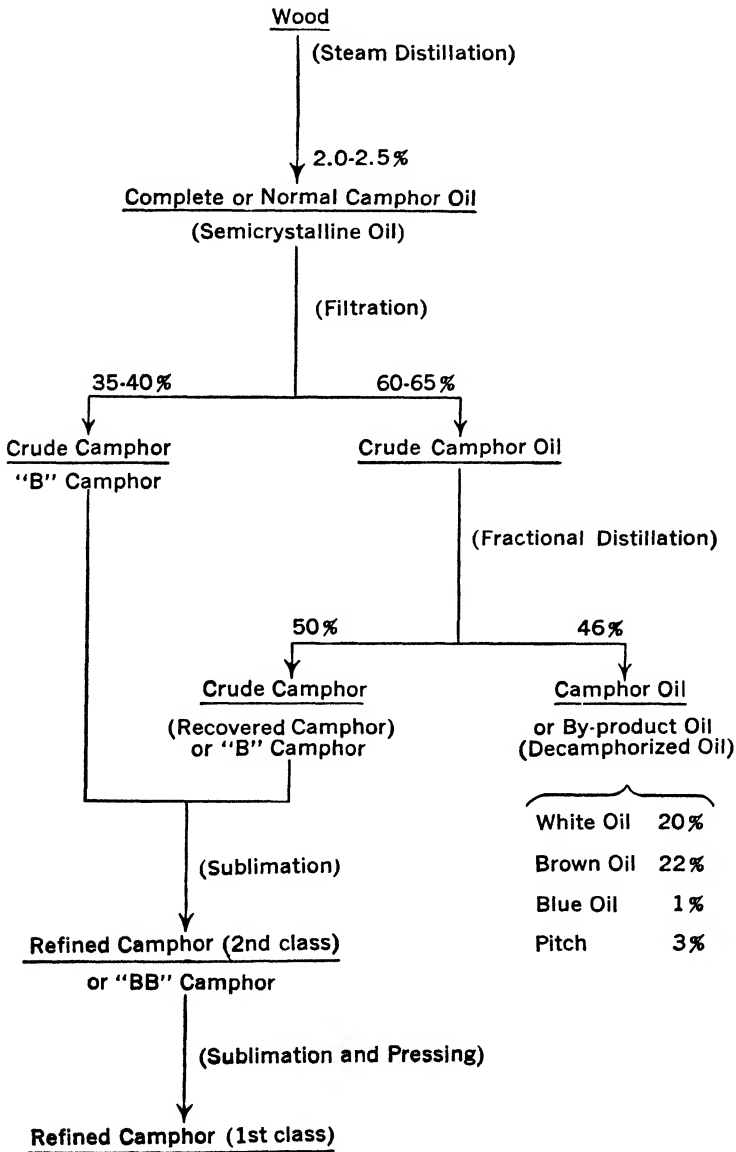 Wood
(Steam Distillation)
2.0-2.5%
Complete or Normal Camphor Oil
(Semicrystalline Oil)
(Filtration)
35-40%
60-65%
Crude Camphor
"B" Camphor
Crude Camphor Oil
(Fractional Distillation)
50%
46%
Crude Camphor
(Recovered Camphor)
or "B" Camphor
Camphor Oil
or By-product Oil
(Decamphorized Oil)
White Oil 20%
Brown Oil 22%
Blue Oil 1%
Pitch 3%
(Sublimation)
Refined Camphor (2nd class)
or "BB" Camphor
(Sublimation and Pressing)
Refined Camphor (1st class)